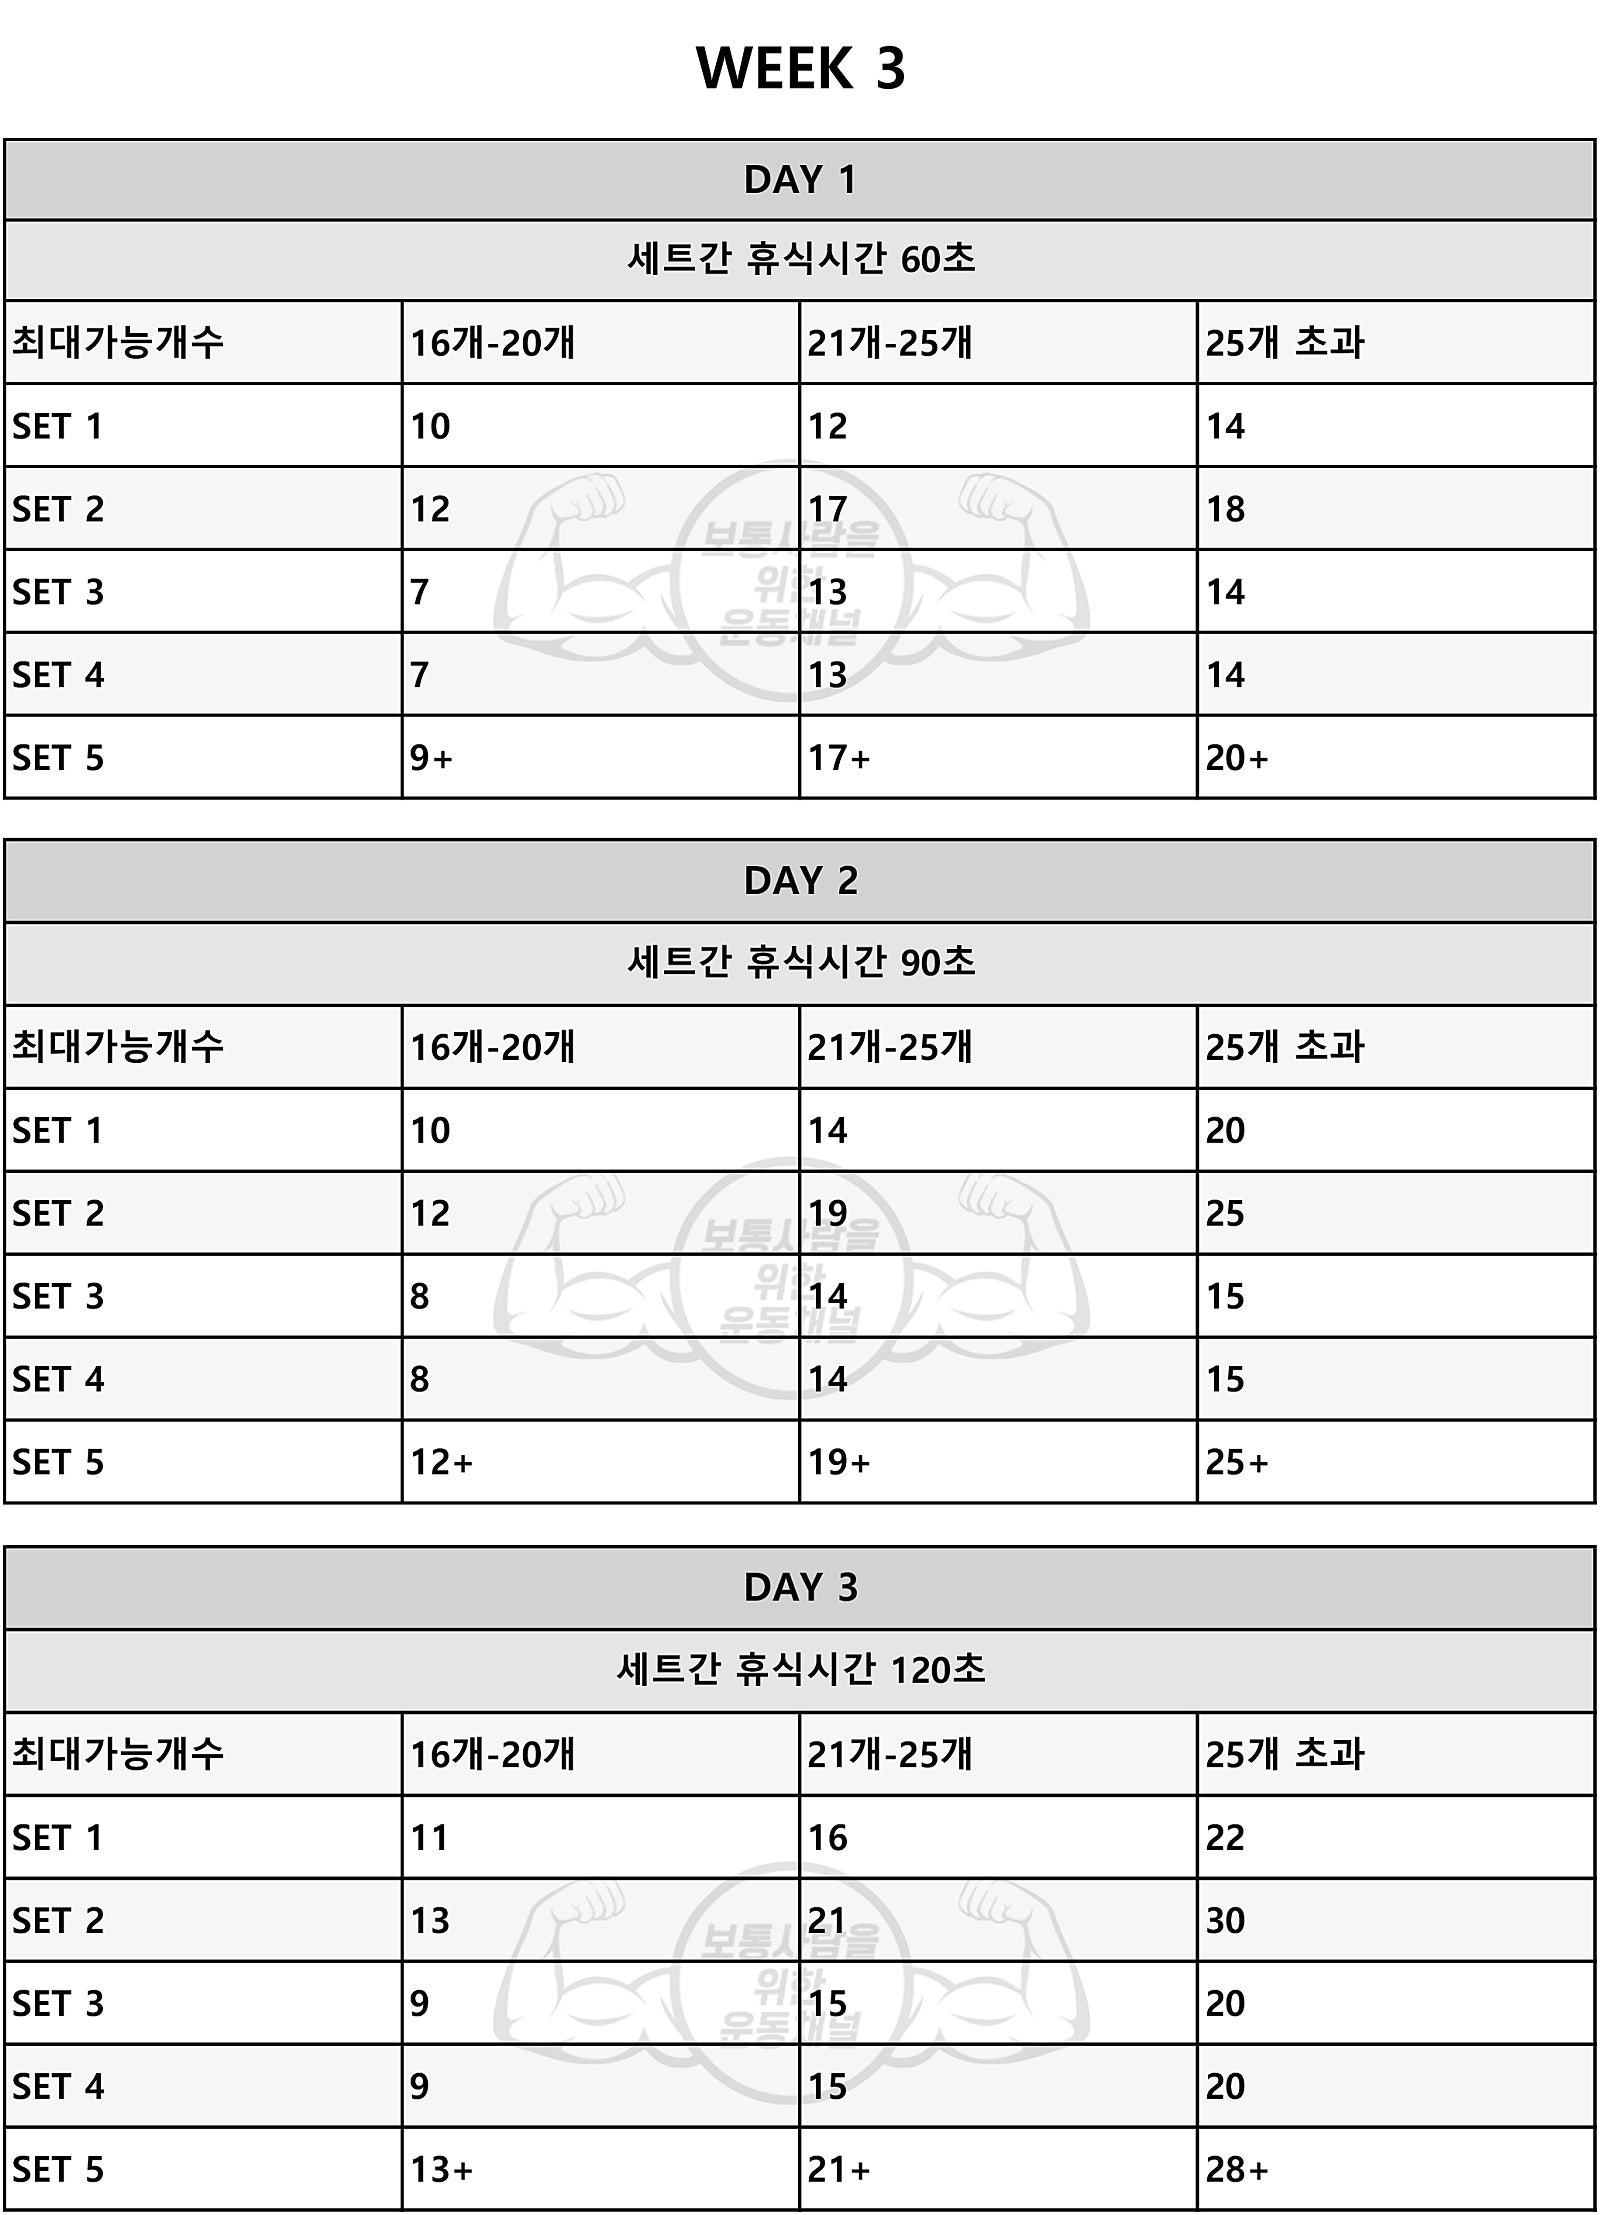 WEEK 3
DAY 1
세트간 휴식시간 60초
최대가능개수 16개-20개 21개-25개 25개 초과
SET 1 10 12 14
SET 2 12 17 18
SET 3 7 13 14
SET 4 7 13 14
SET 5 9+ 17+ 20+
보통사람을
위한
운동채널
DAY 2
세트간 휴식시간 90초
최대가능개수 16개-20개 21개-25개 25개 초과
SET 1 10 14 20
SET 2 12 19 25
SET 3 8 14 15
SET 4 8 14 15
SET 5 12+ 19+ 25+
보통사람을
위한
운동채널
DAY 3
세트간 휴식시간 120초
최대가능개수 16개-20개 21개-25개 25개 초과
SET 1 11 16 22
SET 2 13 21 30
SET 3 9 15 20
SET 4 9 15 20
SET 5 13+ 21+ 28+
보통사람을
위한
운동채널